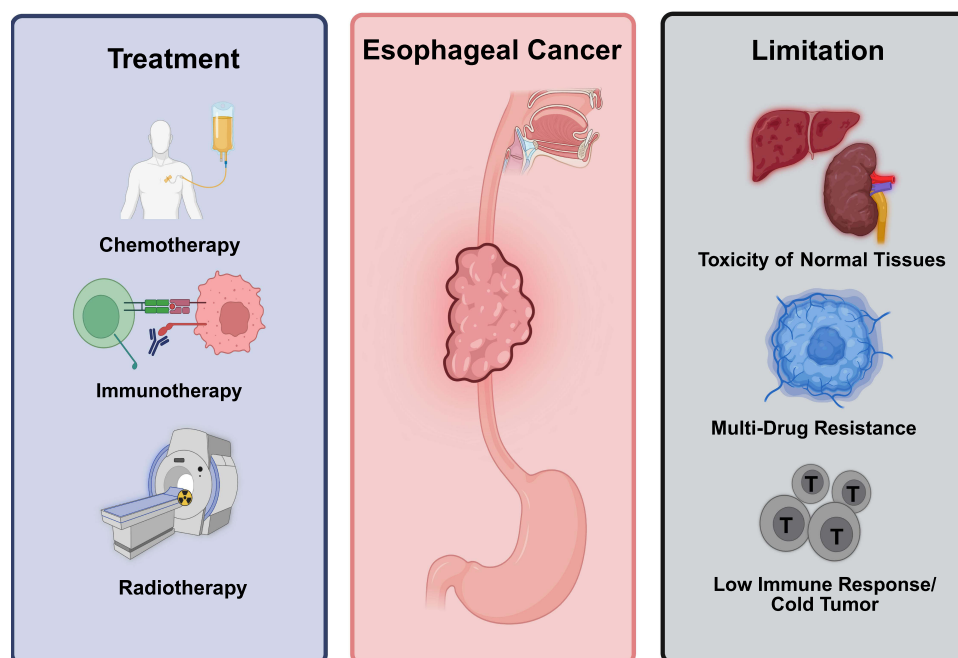 Treatment
Chemotherapy
Immunotherapy
Radiotherapy
Esophageal Cancer
Limitation
Toxicity of Normal Tissues
Multi-Drug Resistance
T
T
T
T
Low Immune Response/
Cold Tumor